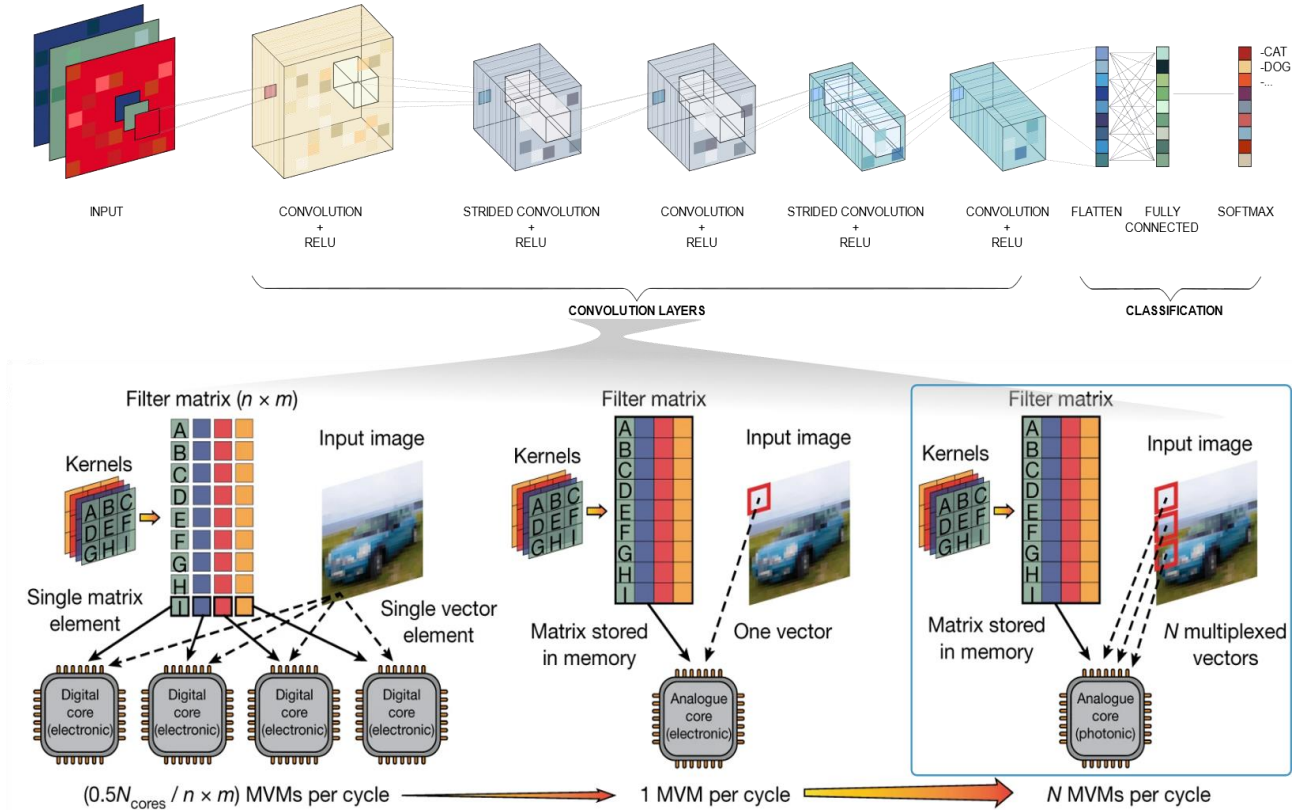 -CAT
-DOG
-...
INPUT
CONVOLUTION
+
RELU
STRIDED CONVOLUTION
+
RELU
CONVOLUTION
+
RELU
STRIDED CONVOLUTION
+
RELU
CONVOLUTION
+
RELU
FLATTEN
FULLY
CONNECTED
SOFTMAX
CONVOLUTION LAYERS
CLASSIFICATION
Filter matrix (n × m)
A
B
C
D
E
F
G
H
I
Kernels
A B C
D E F
G H I
Input image
Single matrix
element
Single vector
element
Digital
core
(electronic)
Digital
core
(electronic)
Digital
core
(electronic)
Digital
core
(electronic)
(0.5N_cores / n × m) MVMs per cycle
Filter matrix
A
B
C
D
E
F
G
H
I
Kernels
A B C
D E F
G H I
Input image
Matrix stored
in memory
One vector
Analogue
core
(electronic)
1 MVM per cycle
Filter matrix
A
B
C
D
E
F
G
H
I
Kernels
A B C
D E F
G H I
Input image
Matrix stored
in memory
N multiplexed
vectors
Analogue
core
(photonic)
N MVMs per cycle